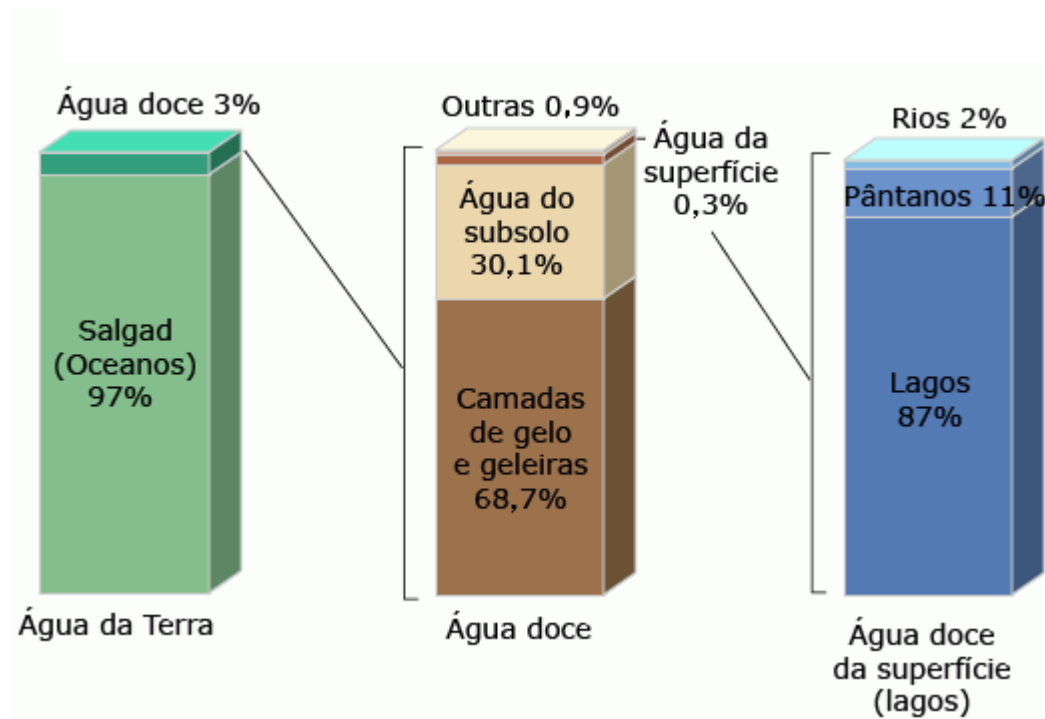 Água doce 3%
Salgad
(Oceanos)
97%
Água da Terra
Outras 0,9%
Água da
superfície
0,3%
Água do
subsolo
30,1%
Camadas
de gelo
e geleiras
68,7%
Água doce
Rios 2%
Pântanos 11%
Lagos
87%
Água doce
da superfície
(lagos)